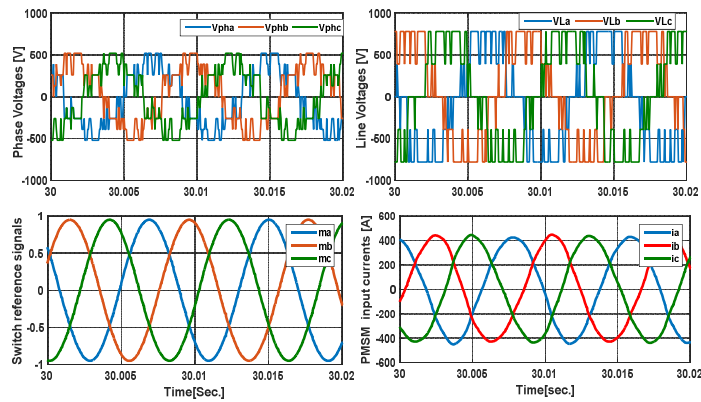 Phase Voltages [V]
1000
500
0
-500
-1000
Vpha Vphb Vphc
30 30.005 30.01 30.015 30.02
Line Voltages [V]
1000
500
0
-500
-1000
VLa VLb VLc
30 30.005 30.01 30.015 30.02
Switch reference signals
1
0.5
0
-0.5
-1
ma
mb
mc
30 30.005 30.01 30.015 30.02
Time[Sec.]
PMSM input currents [A]
600
400
200
0
-200
-400
-600
ia
ib
ic
30 30.005 30.01 30.015 30.02
Time[Sec.]